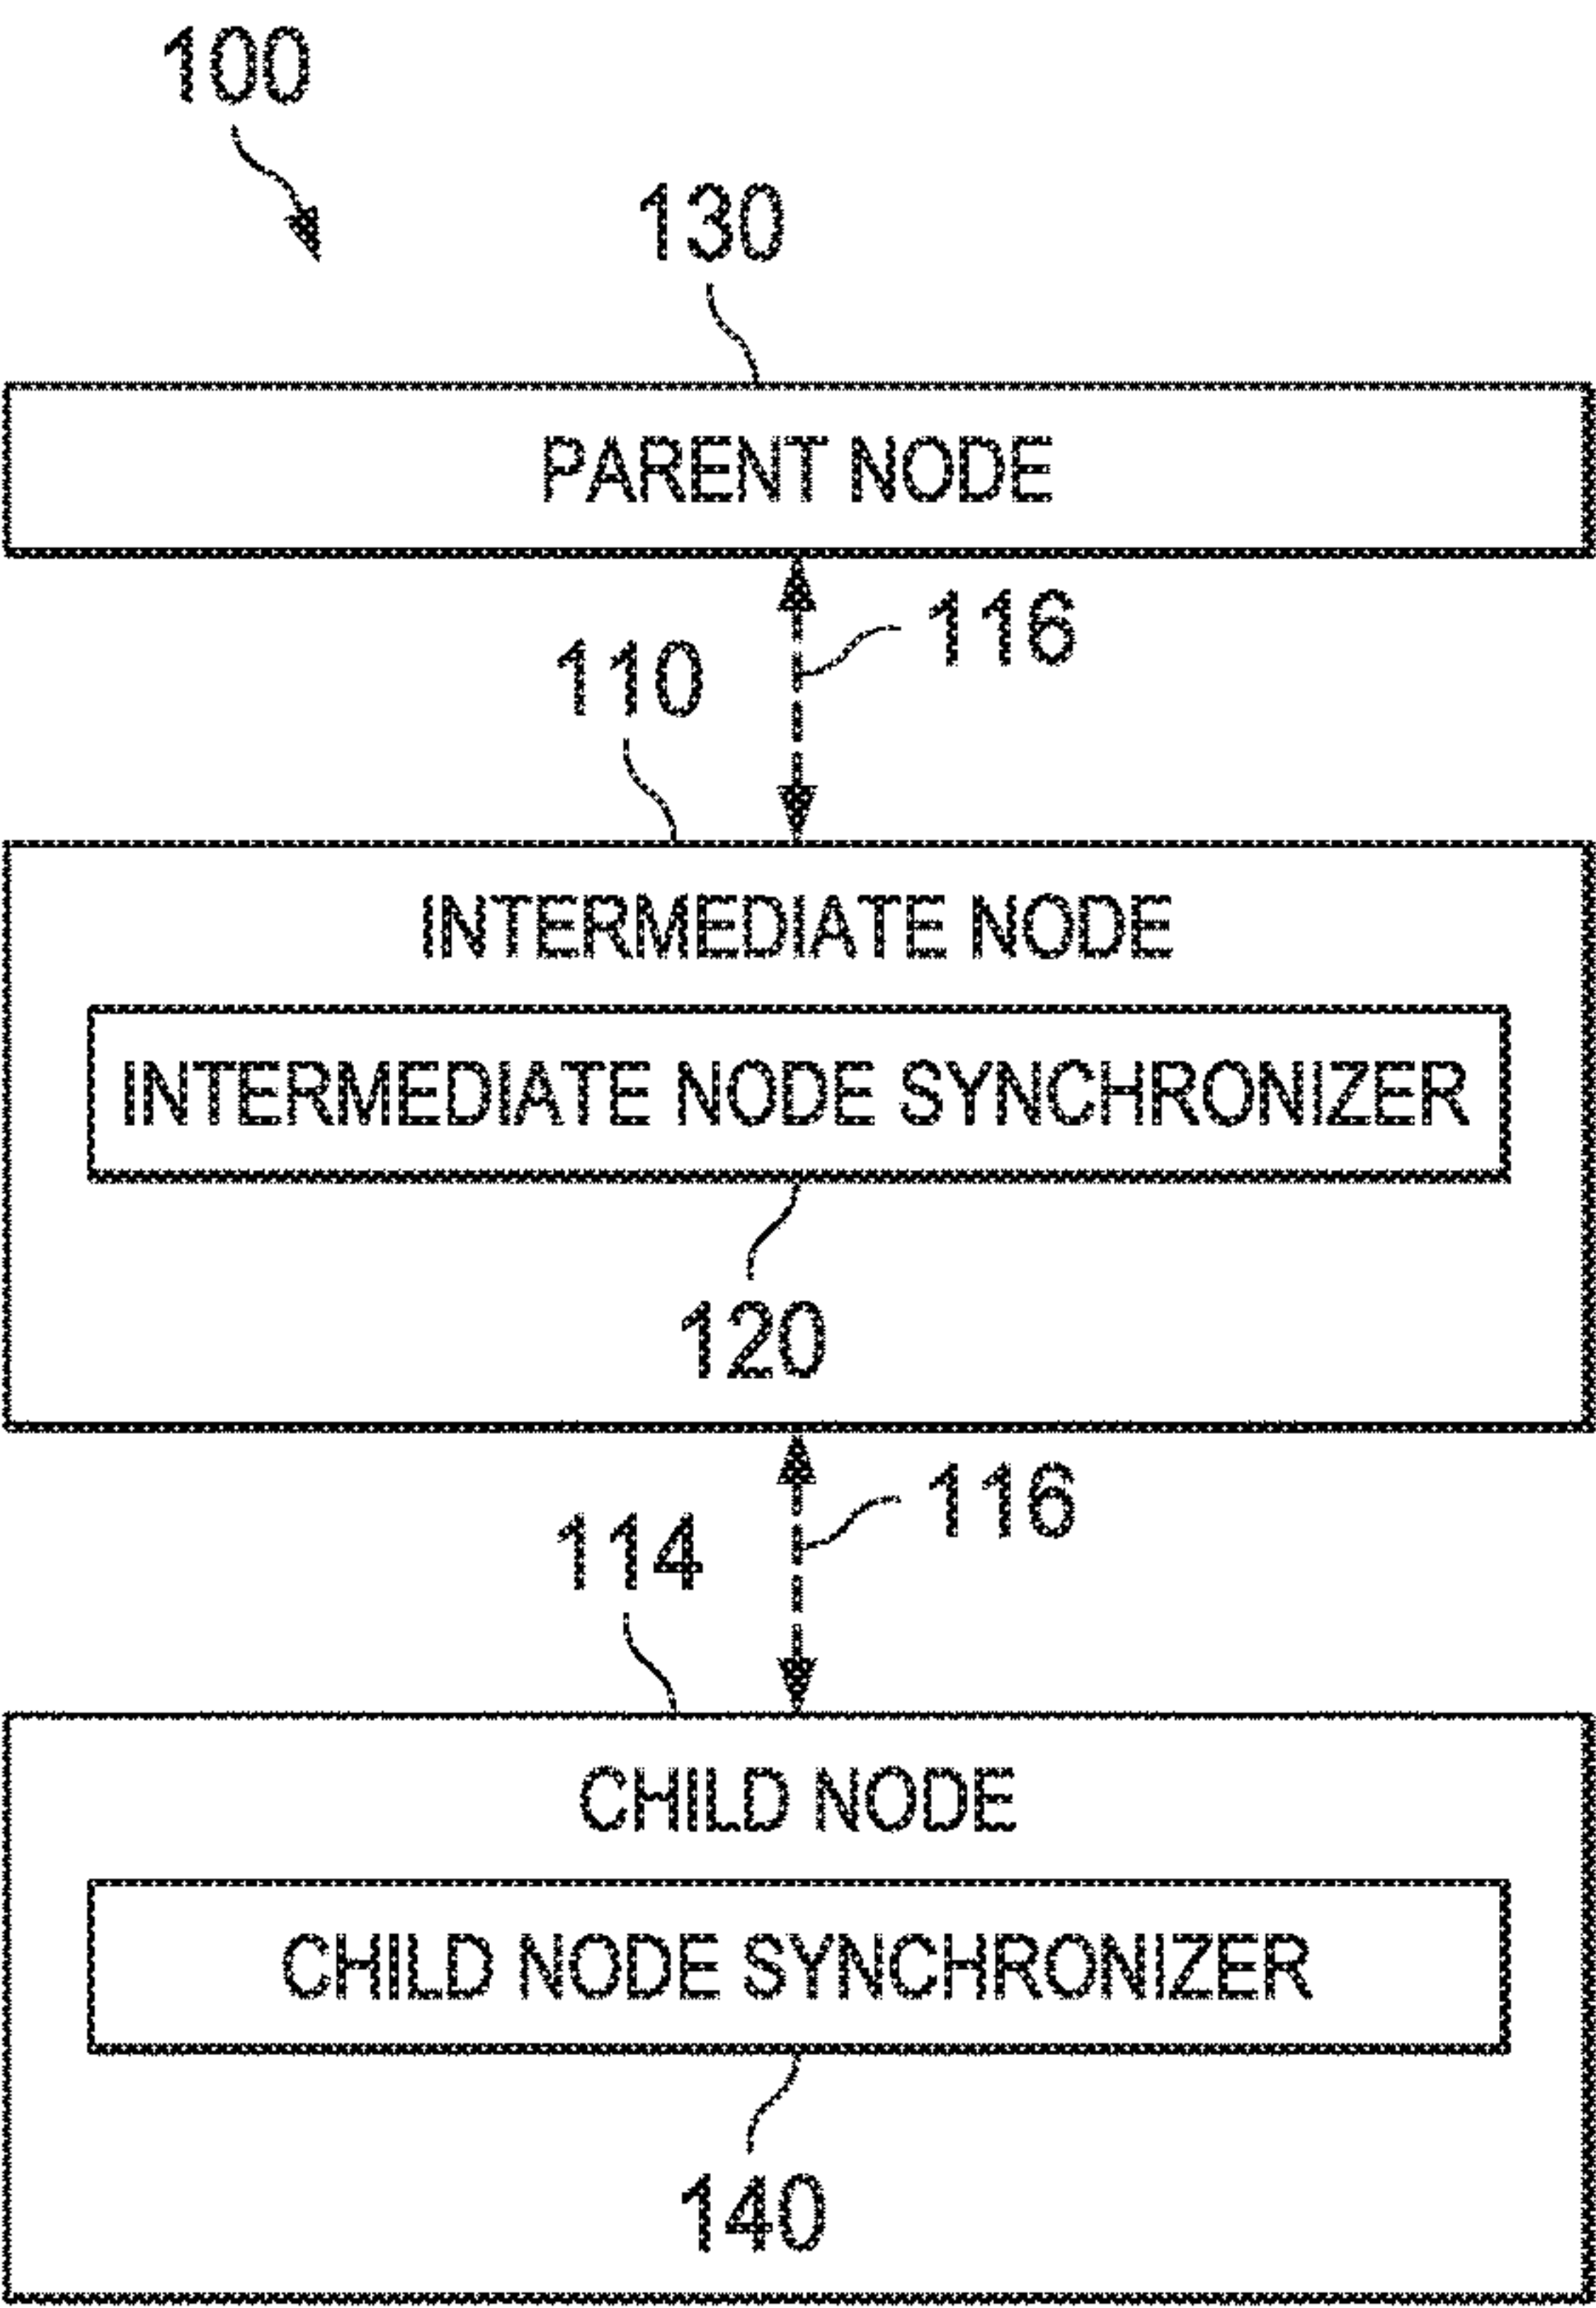 100
130
PARENT NODE
116
110
INTERMEDIATE NODE
INTERMEDIATE NODE SYNCHRONIZER
120
116
114
CHILD NODE
CHILD NODE SYNCHRONIZER
140